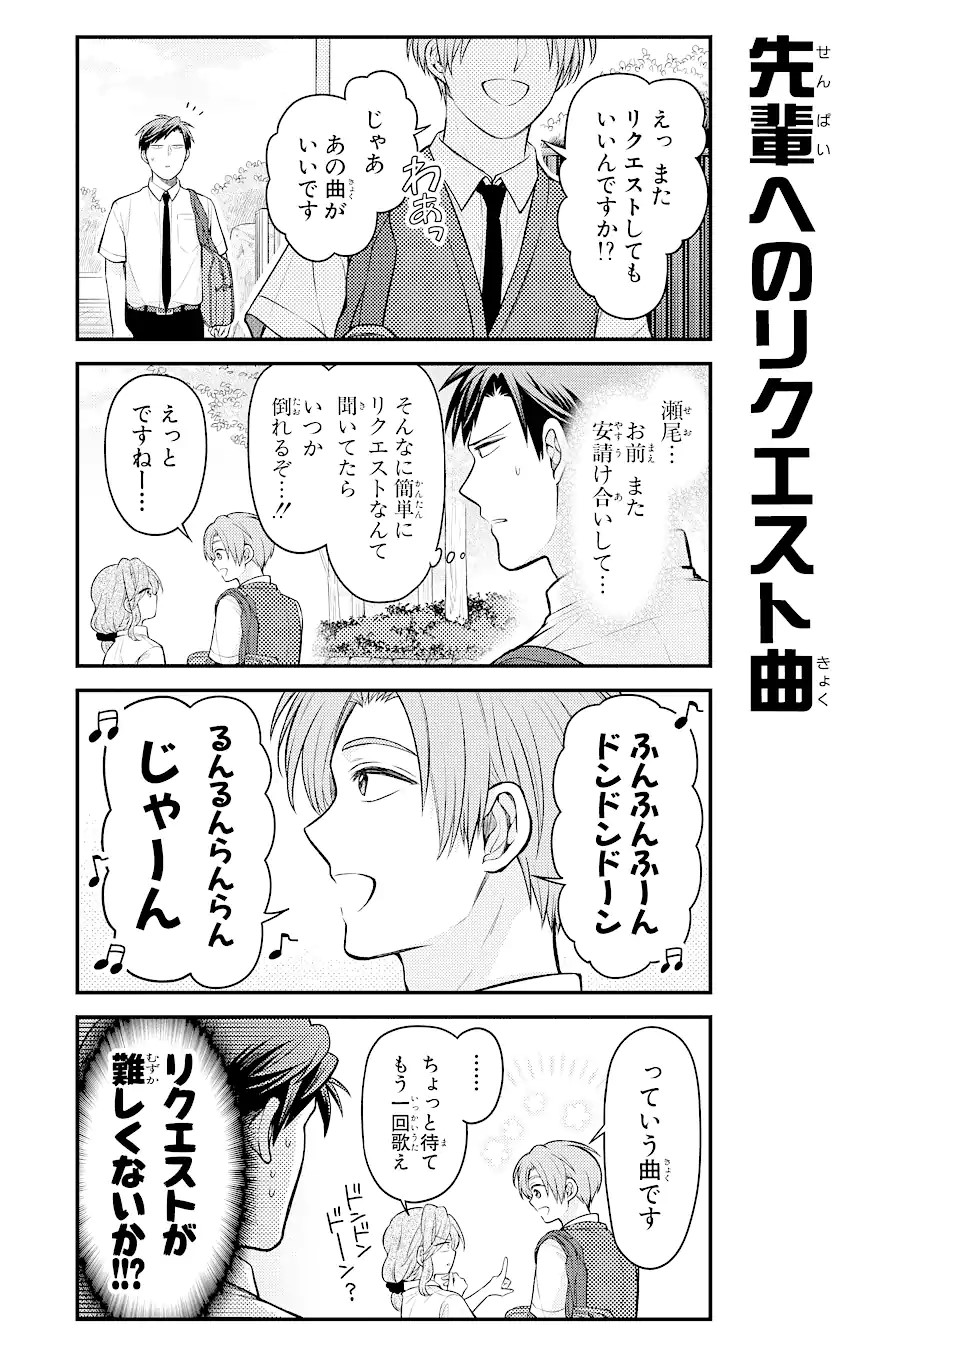 先輩へのリクエスト曲
えっ また
リクエストしても
いいんですか!?
わあっ
じゃあ
あの曲が
いいです
瀬尾…
お前 また
安請け合いして…
そんなに簡単に
リクエストなんて
聞いてたら
いつか
倒れるぞ…!!
えっと
ですねー…
ふんふんふーん
ドンドンドーン
るんるんらんらん
じゃーん
っていう曲です
……
ちょっと待て
もう一回歌え
ドンドン
ドーン?
リクエストが
難しくないか!!?